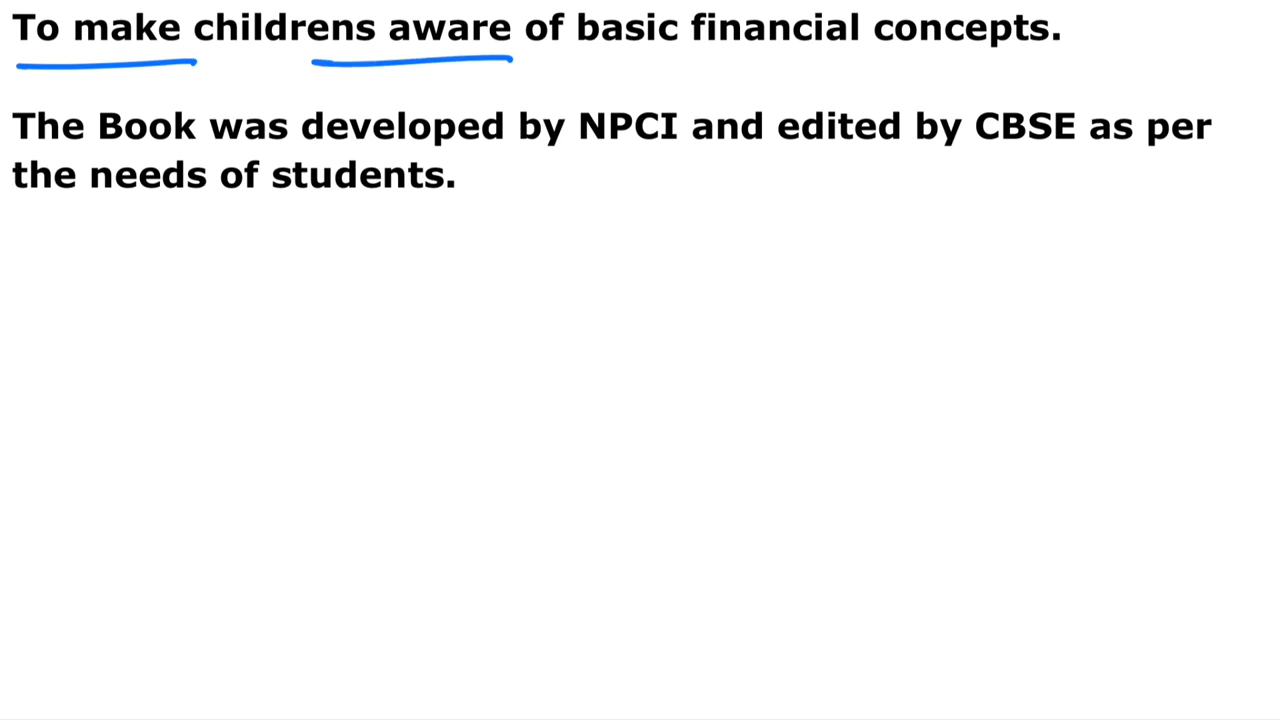 To make childrens aware of basic financial concepts.
The Book was developed by NPCI and edited by CBSE as per
the needs of students.